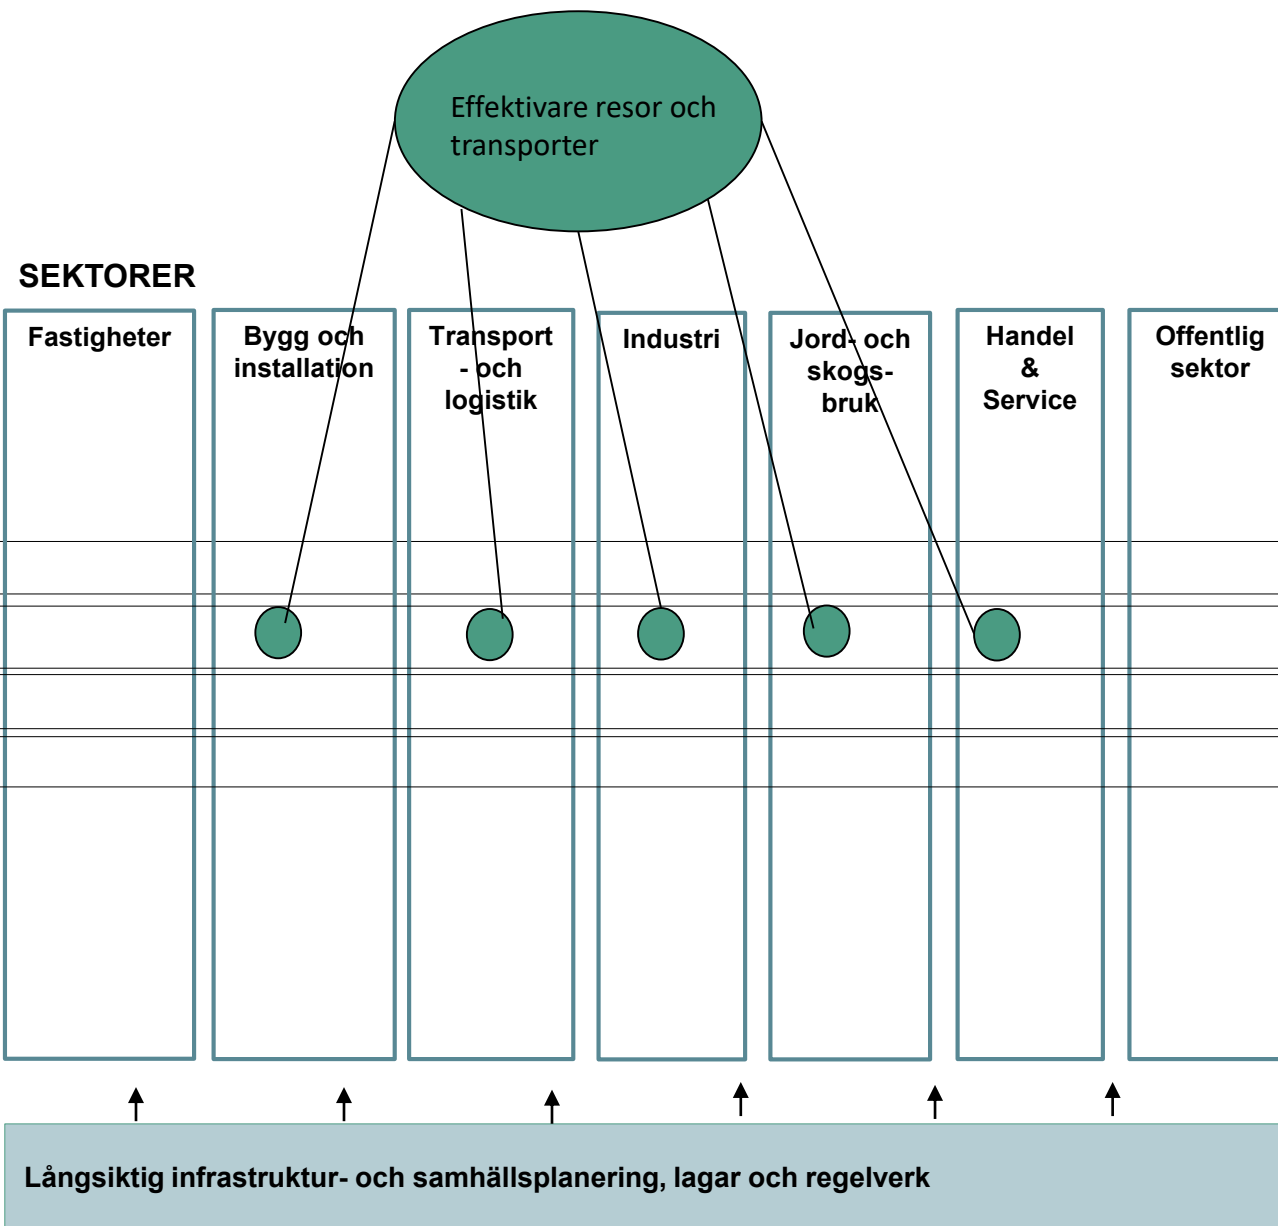 Effektivare resor och
transporter
SEKTORER
Fastigheter
Bygg och
installation
Transport
- och
logistik
Industri
Jord- och
skogs-
bruk
Handel
&
Service
Offentlig
sektor
Långsiktig infrastruktur- och samhällsplanering, lagar och regelverk